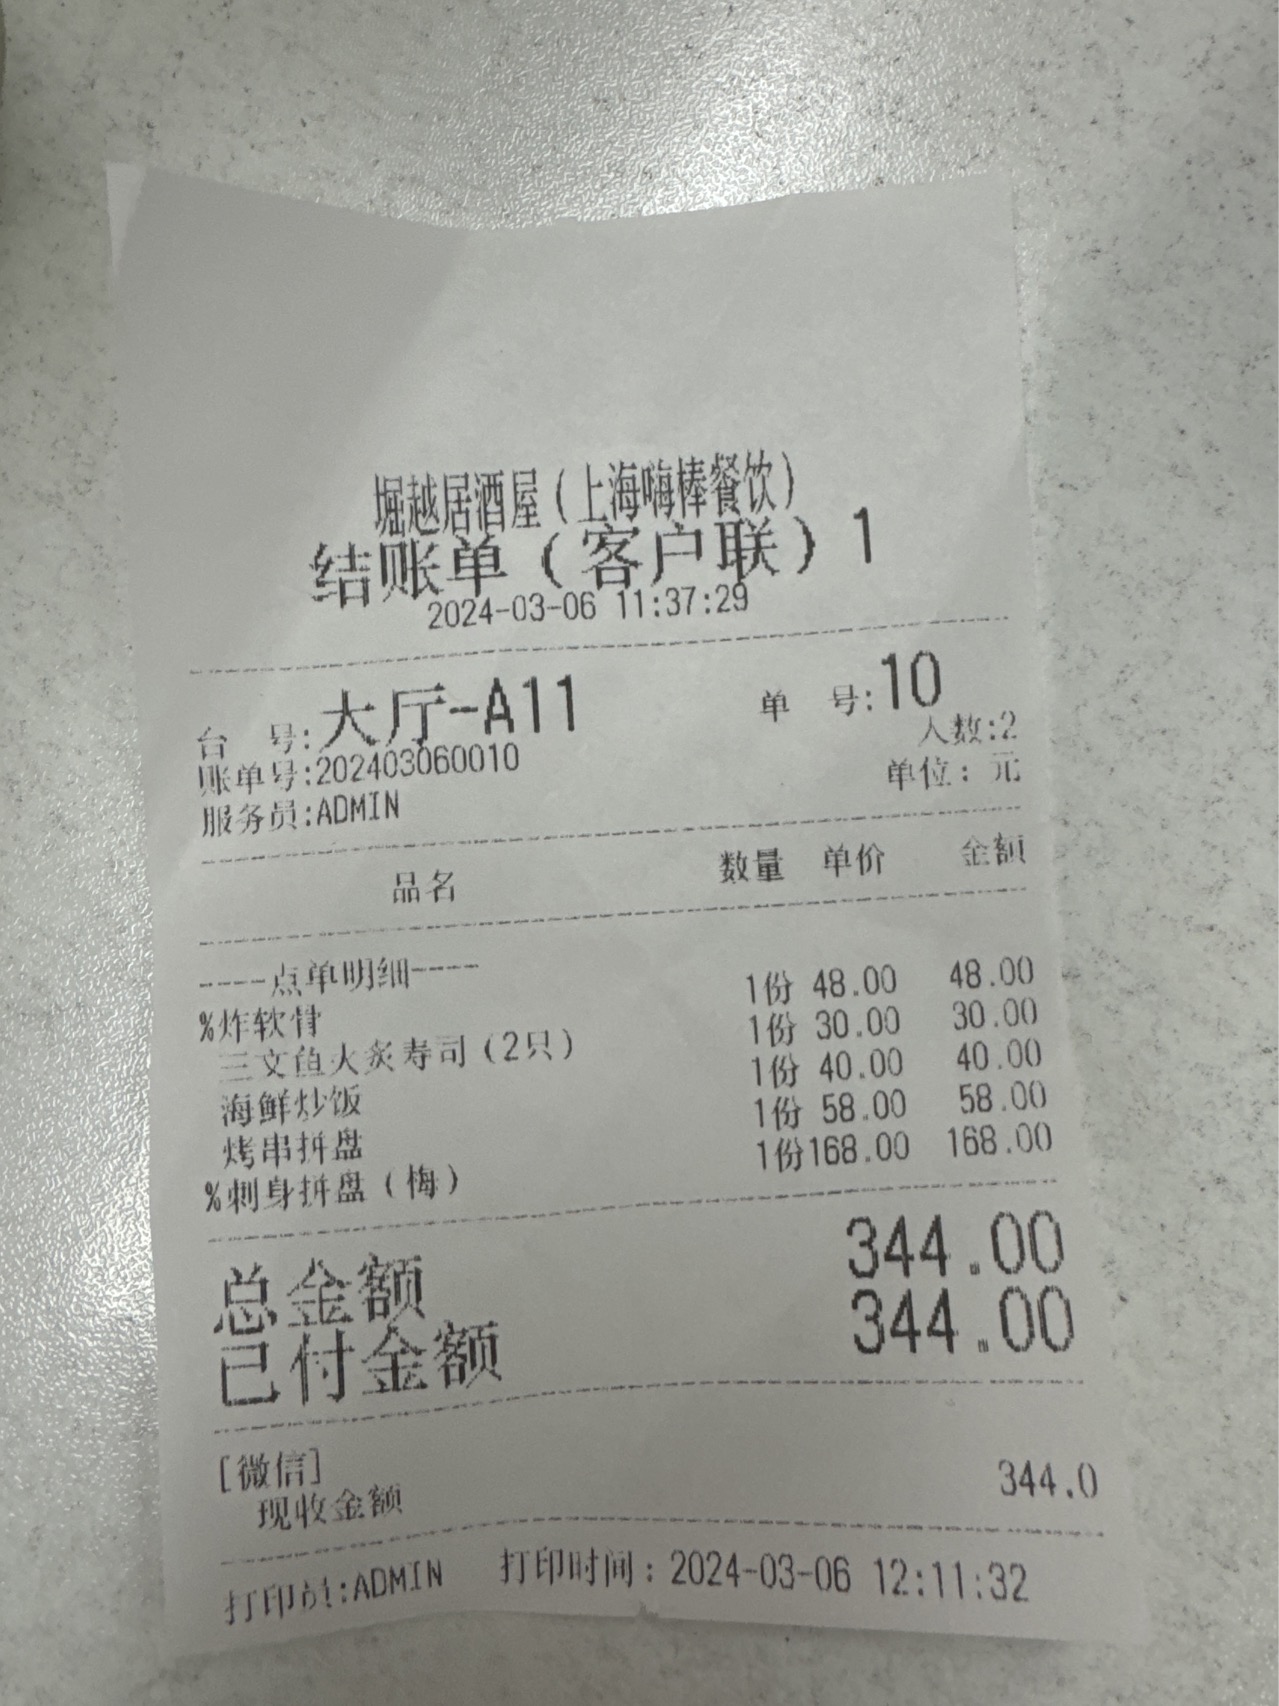 堀越居酒屋(上海嗨棒餐饮)
结账单(客户联)1
2024-03-06 11:37:29
台 号:大厅-A11 单 号:10
账单号:202403060010 人数:2
服务员:ADMIN 单位: 元
品名 数量 单价 金额
----点单明细----
%炸软骨 1份 48.00 48.00
三文鱼火炙寿司(2只) 1份 30.00 30.00
海鲜炒饭 1份 40.00 40.00
烤串拼盘 1份 58.00 58.00
%刺身拼盘(梅) 1份168.00 168.00
总金额 344.00
已付金额 344.00
[微信]
现收金额 344.0
打印员:ADMIN 打印时间: 2024-03-06 12:11:32